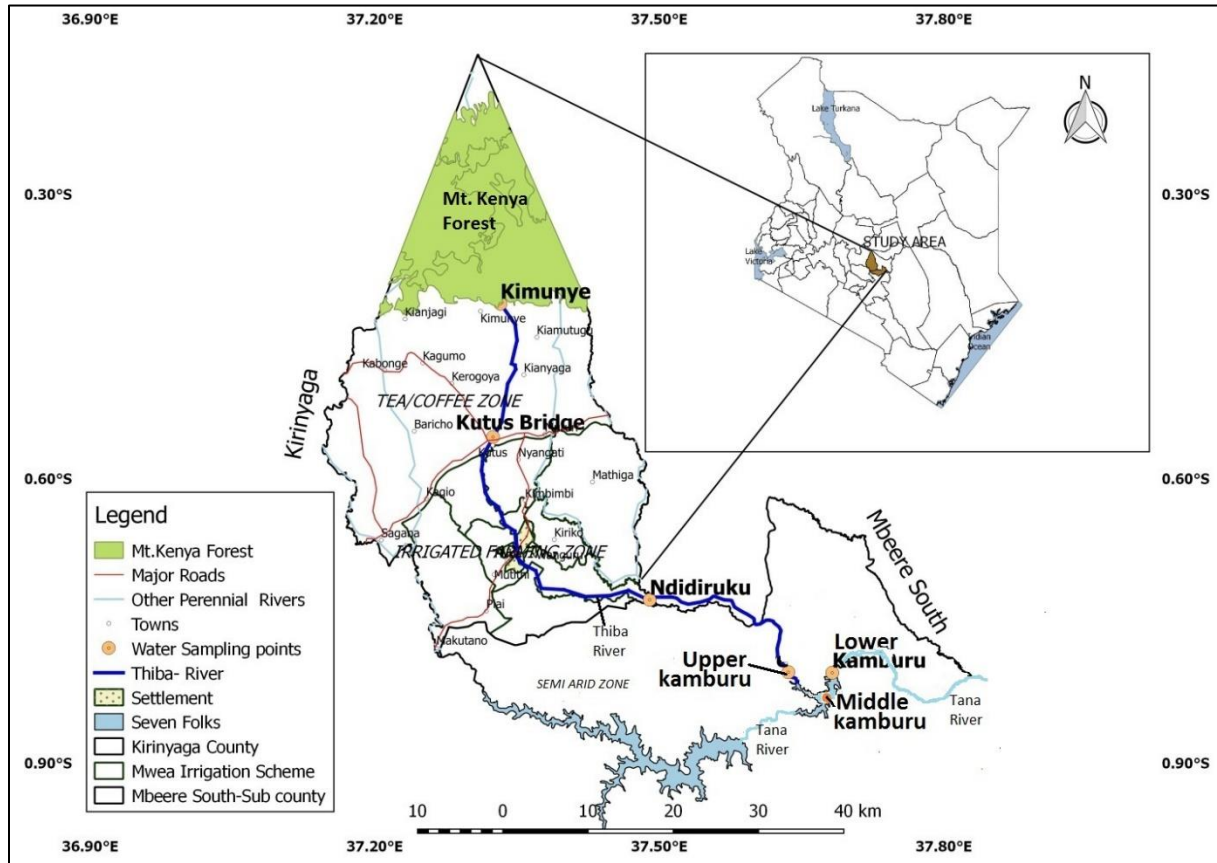 36.90°E
37.20°E
37.50°E
37.80°E
N
Lake Turkana
0.30°S
0.30°S
Mt. Kenya
Forest
STUDY AREA
Lake
Victoria
Indian
Ocean
Kimunye
Kianjagi
Kimunye
Kiamutugu
Kabonge
Kagumo
Kianyaga
Kerogoya
TEA/COFFEE ZONE
Kirinyaga
Baricho
Kutus Bridge
Kutus
Nyangati
Mathiga
0.60°S
0.60°S
Kagio
Kimbimbi
Sagana
Kiriko
IRRIGATED FARMING ZONE
Mutithi
Ndidiruku
Mbeere South
Piai
Thiba
River
Makutano
Lower
Kamburu
Upper
kamburu
SEMI ARID ZONE
Middle
kamburu
Tana
River
Tana
River
0.90°S
0.90°S
Legend
Mt.Kenya Forest
Major Roads
Other Perennial Rivers
Towns
Water Sampling points
Thiba- River
Settlement
Seven Folks
Kirinyaga County
Mwea Irrigation Scheme
Mbeere South-Sub county
10 0 10 20 30 40 km
36.90°E
37.20°E
37.50°E
37.80°E